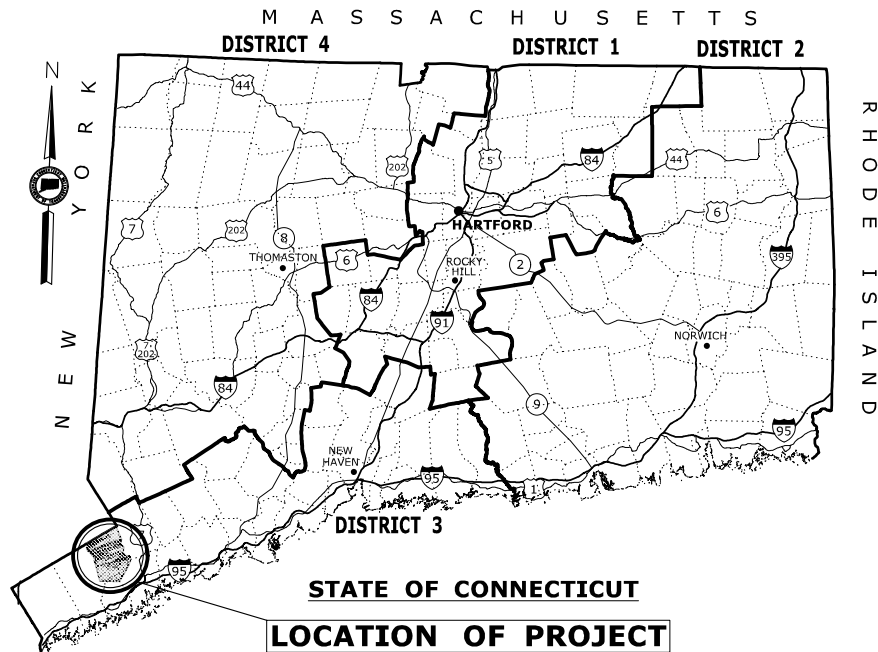 MASSACHUSETTS
DISTRICT 4
DISTRICT 1
DISTRICT 2
N
NEW YORK
RHODE ISLAND
44
202
5
84
44
7
202
8
HARTFORD
6
THOMASTON
6
ROCKY
HILL
2
395
84
91
7
202
NORWICH
84
9
95
NEW
HAVEN
95
1
DISTRICT 3
95
STATE OF CONNECTICUT
LOCATION OF PROJECT